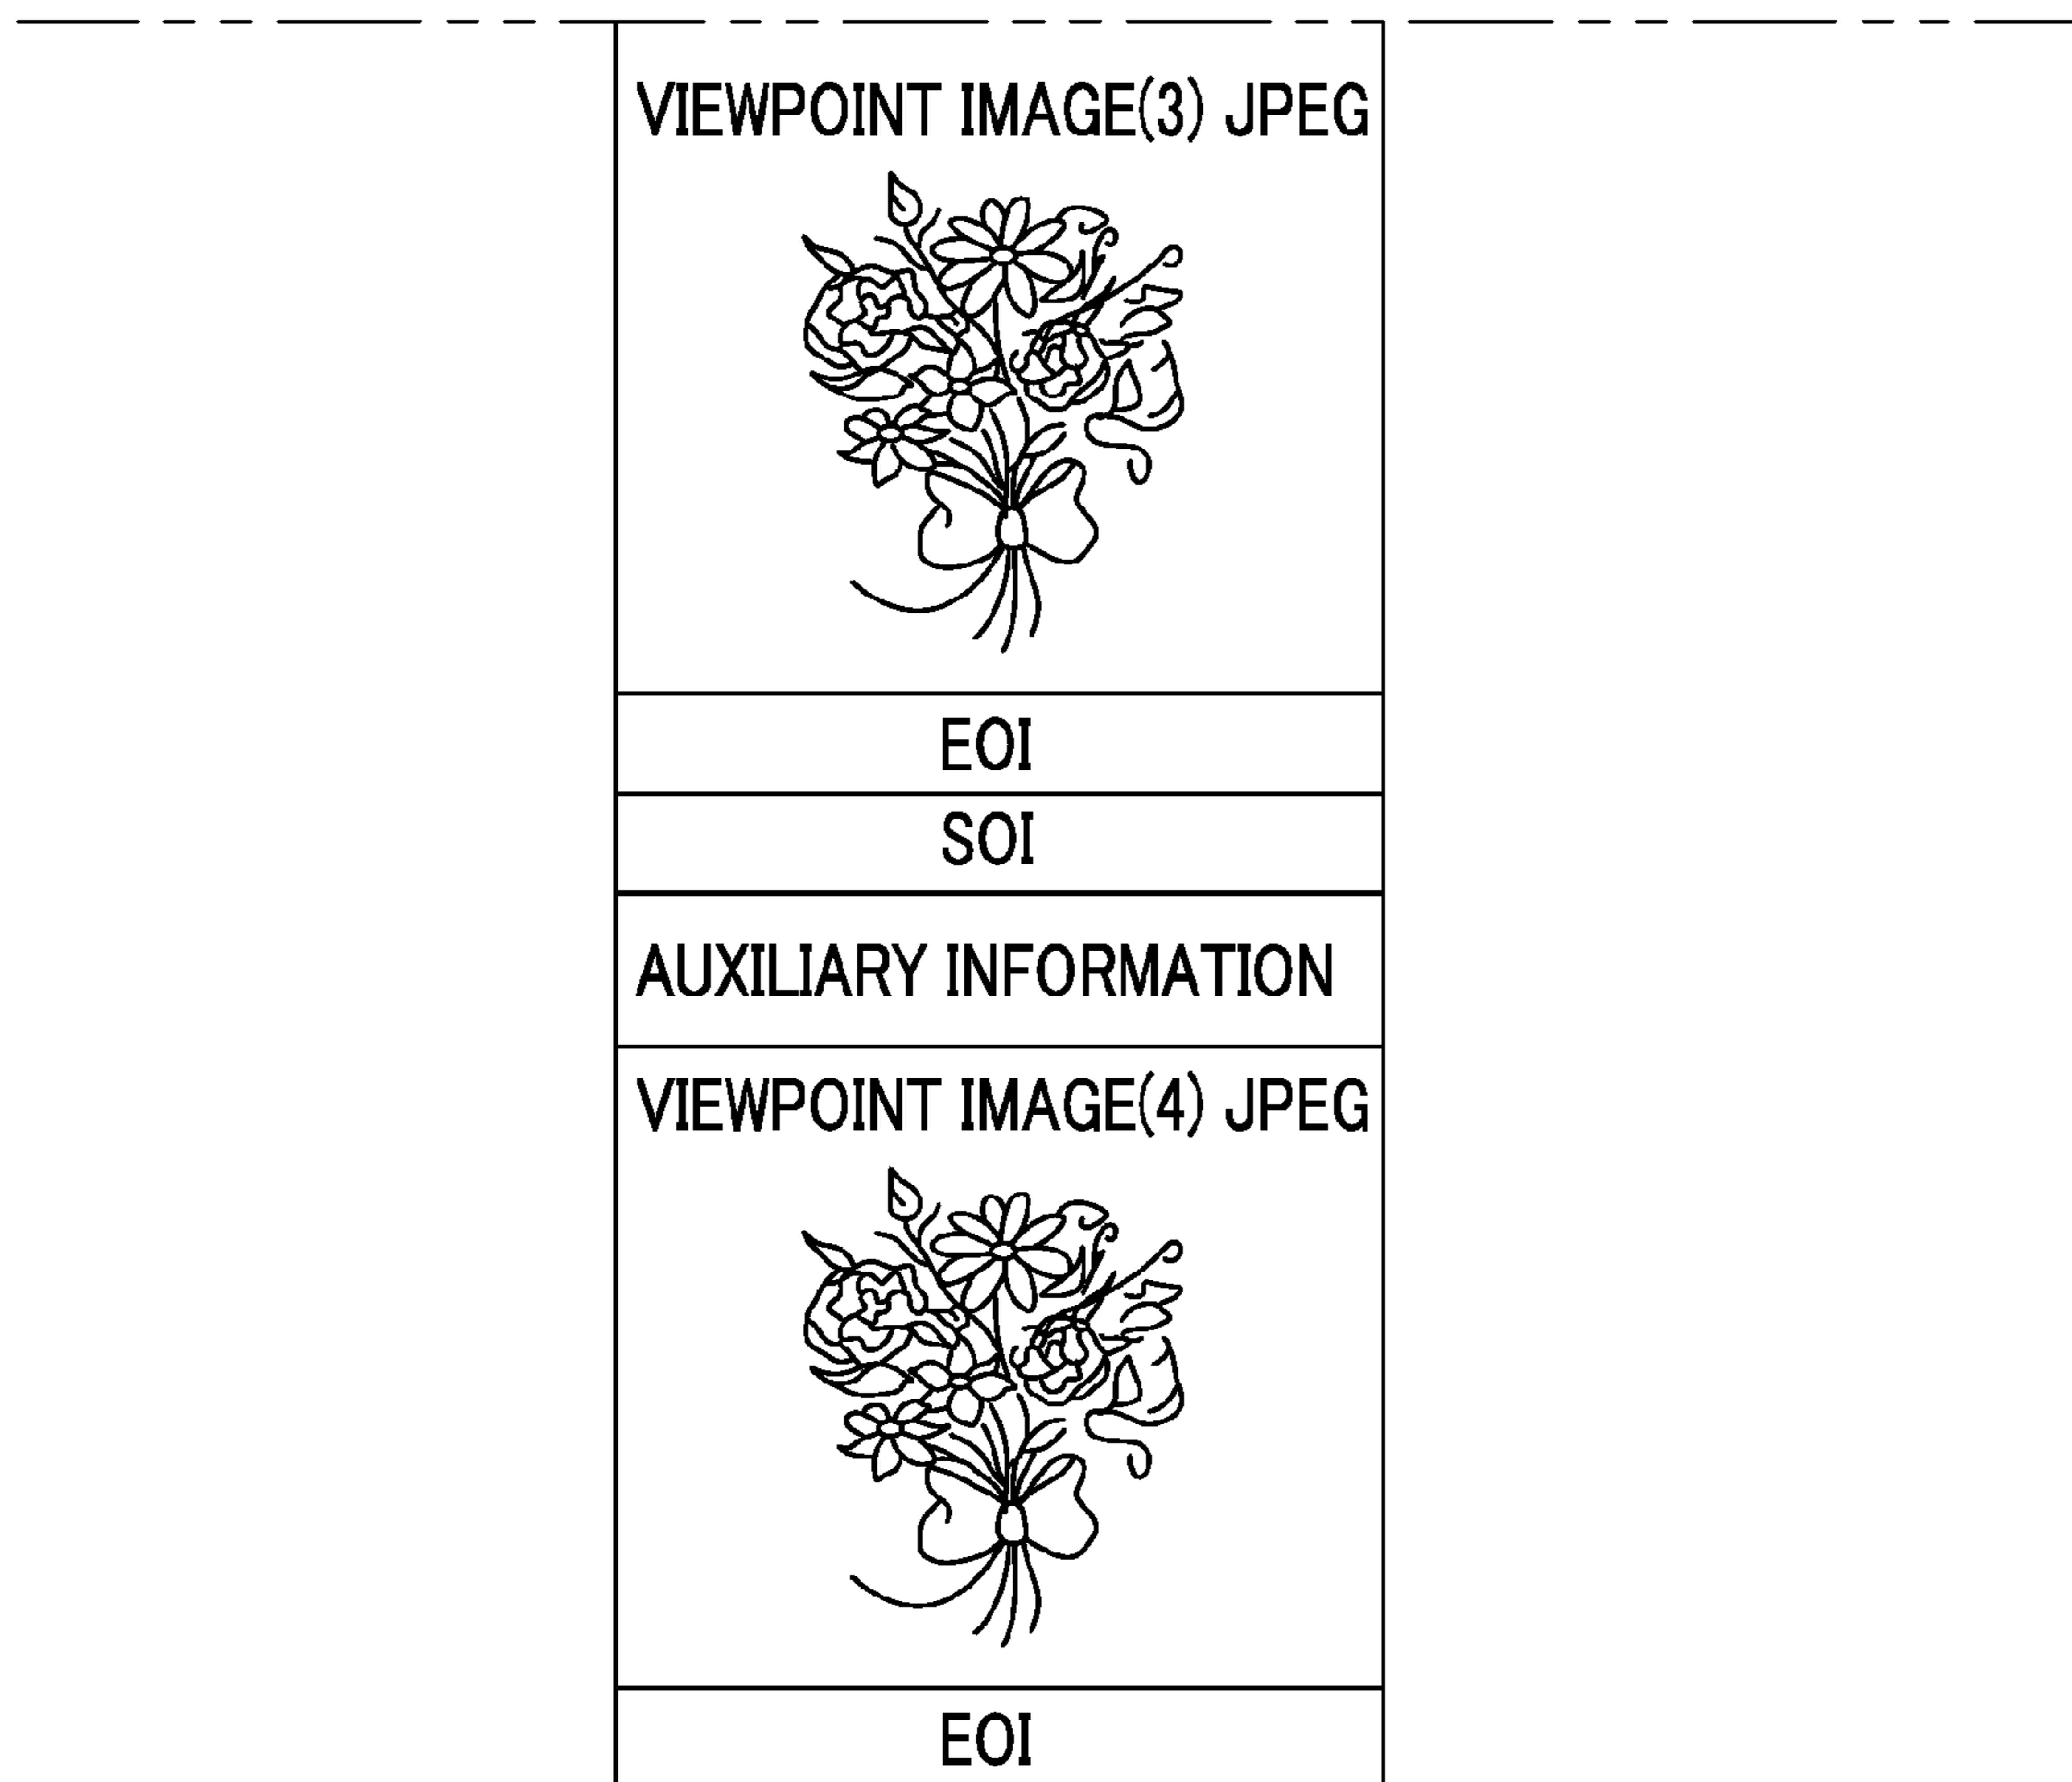 VIEWPOINT IMAGE(3) JPEG
EOI
SOI
AUXILIARY INFORMATION
VIEWPOINT IMAGE(4) JPEG
EOI